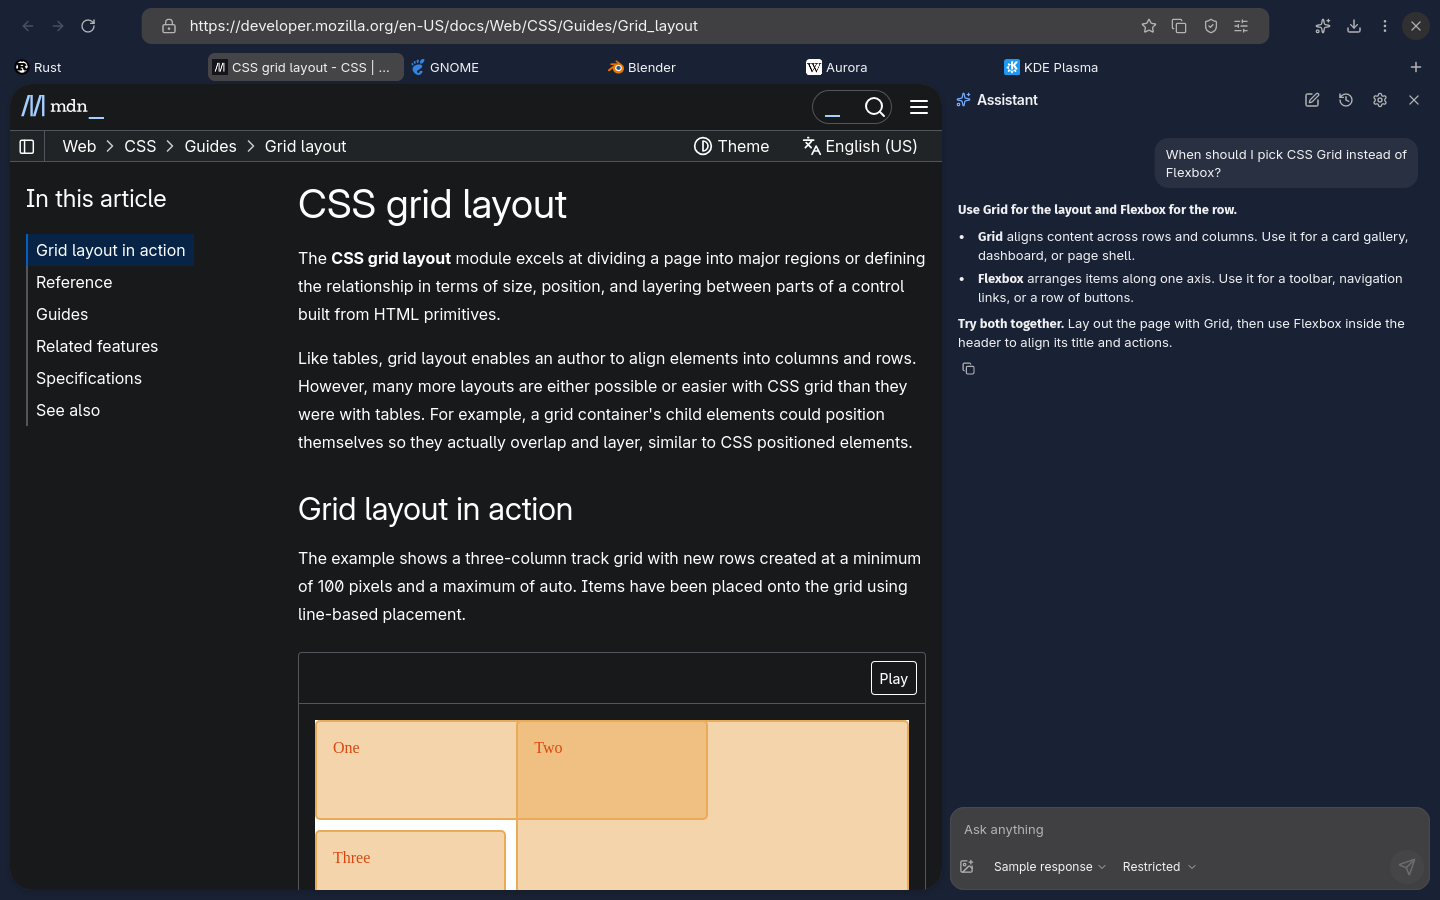 https://developer.mozilla.org/en-US/docs/Web/CSS/Guides/Grid_layout
Rust
CSS grid layout - CSS | ...
GNOME
Blender
Aurora
KDE Plasma
mdn_
Web
CSS
Guides
Grid layout
Theme
English (US)
In this article
Grid layout in action
Reference
Guides
Related features
Specifications
See also
CSS grid layout
The CSS grid layout module excels at dividing a page into major regions or defining
the relationship in terms of size, position, and layering between parts of a control
built from HTML primitives.
Like tables, grid layout enables an author to align elements into columns and rows.
However, many more layouts are either possible or easier with CSS grid than they
were with tables. For example, a grid container's child elements could position
themselves so they actually overlap and layer, similar to CSS positioned elements.
Grid layout in action
The example shows a three-column track grid with new rows created at a minimum
of 100 pixels and a maximum of auto. Items have been placed onto the grid using
line-based placement.
Play
One
Two
Three
Assistant
When should I pick CSS Grid instead of
Flexbox?
Use Grid for the layout and Flexbox for the row.
• Grid aligns content across rows and columns. Use it for a card gallery,
dashboard, or page shell.
• Flexbox arranges items along one axis. Use it for a toolbar, navigation
links, or a row of buttons.
Try both together. Lay out the page with Grid, then use Flexbox inside the
header to align its title and actions.
Ask anything
Sample response
Restricted